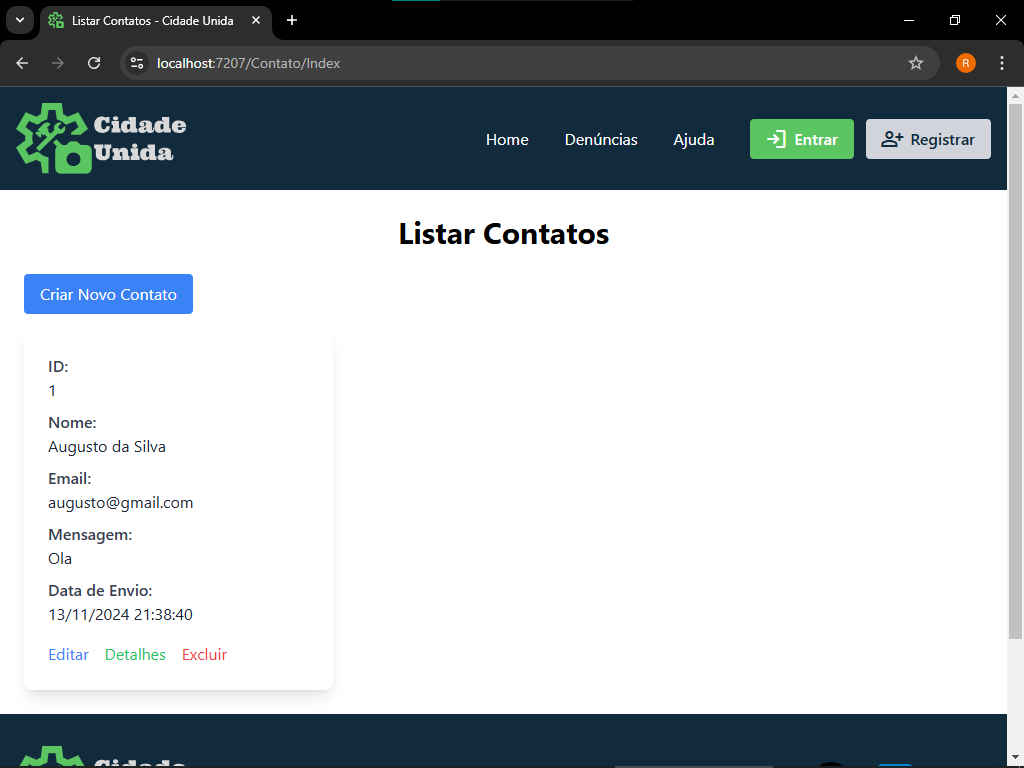 Listar Contatos - Cidade Unida
localhost:7207/Contato/Index
R
Cidade
Unida
Home
Denúncias
Ajuda
Entrar
Registrar
Listar Contatos
Criar Novo Contato
ID:
1
Nome:
Augusto da Silva
Email:
augusto@gmail.com
Mensagem:
Ola
Data de Envio:
13/11/2024 21:38:40
Editar Detalhes Excluir